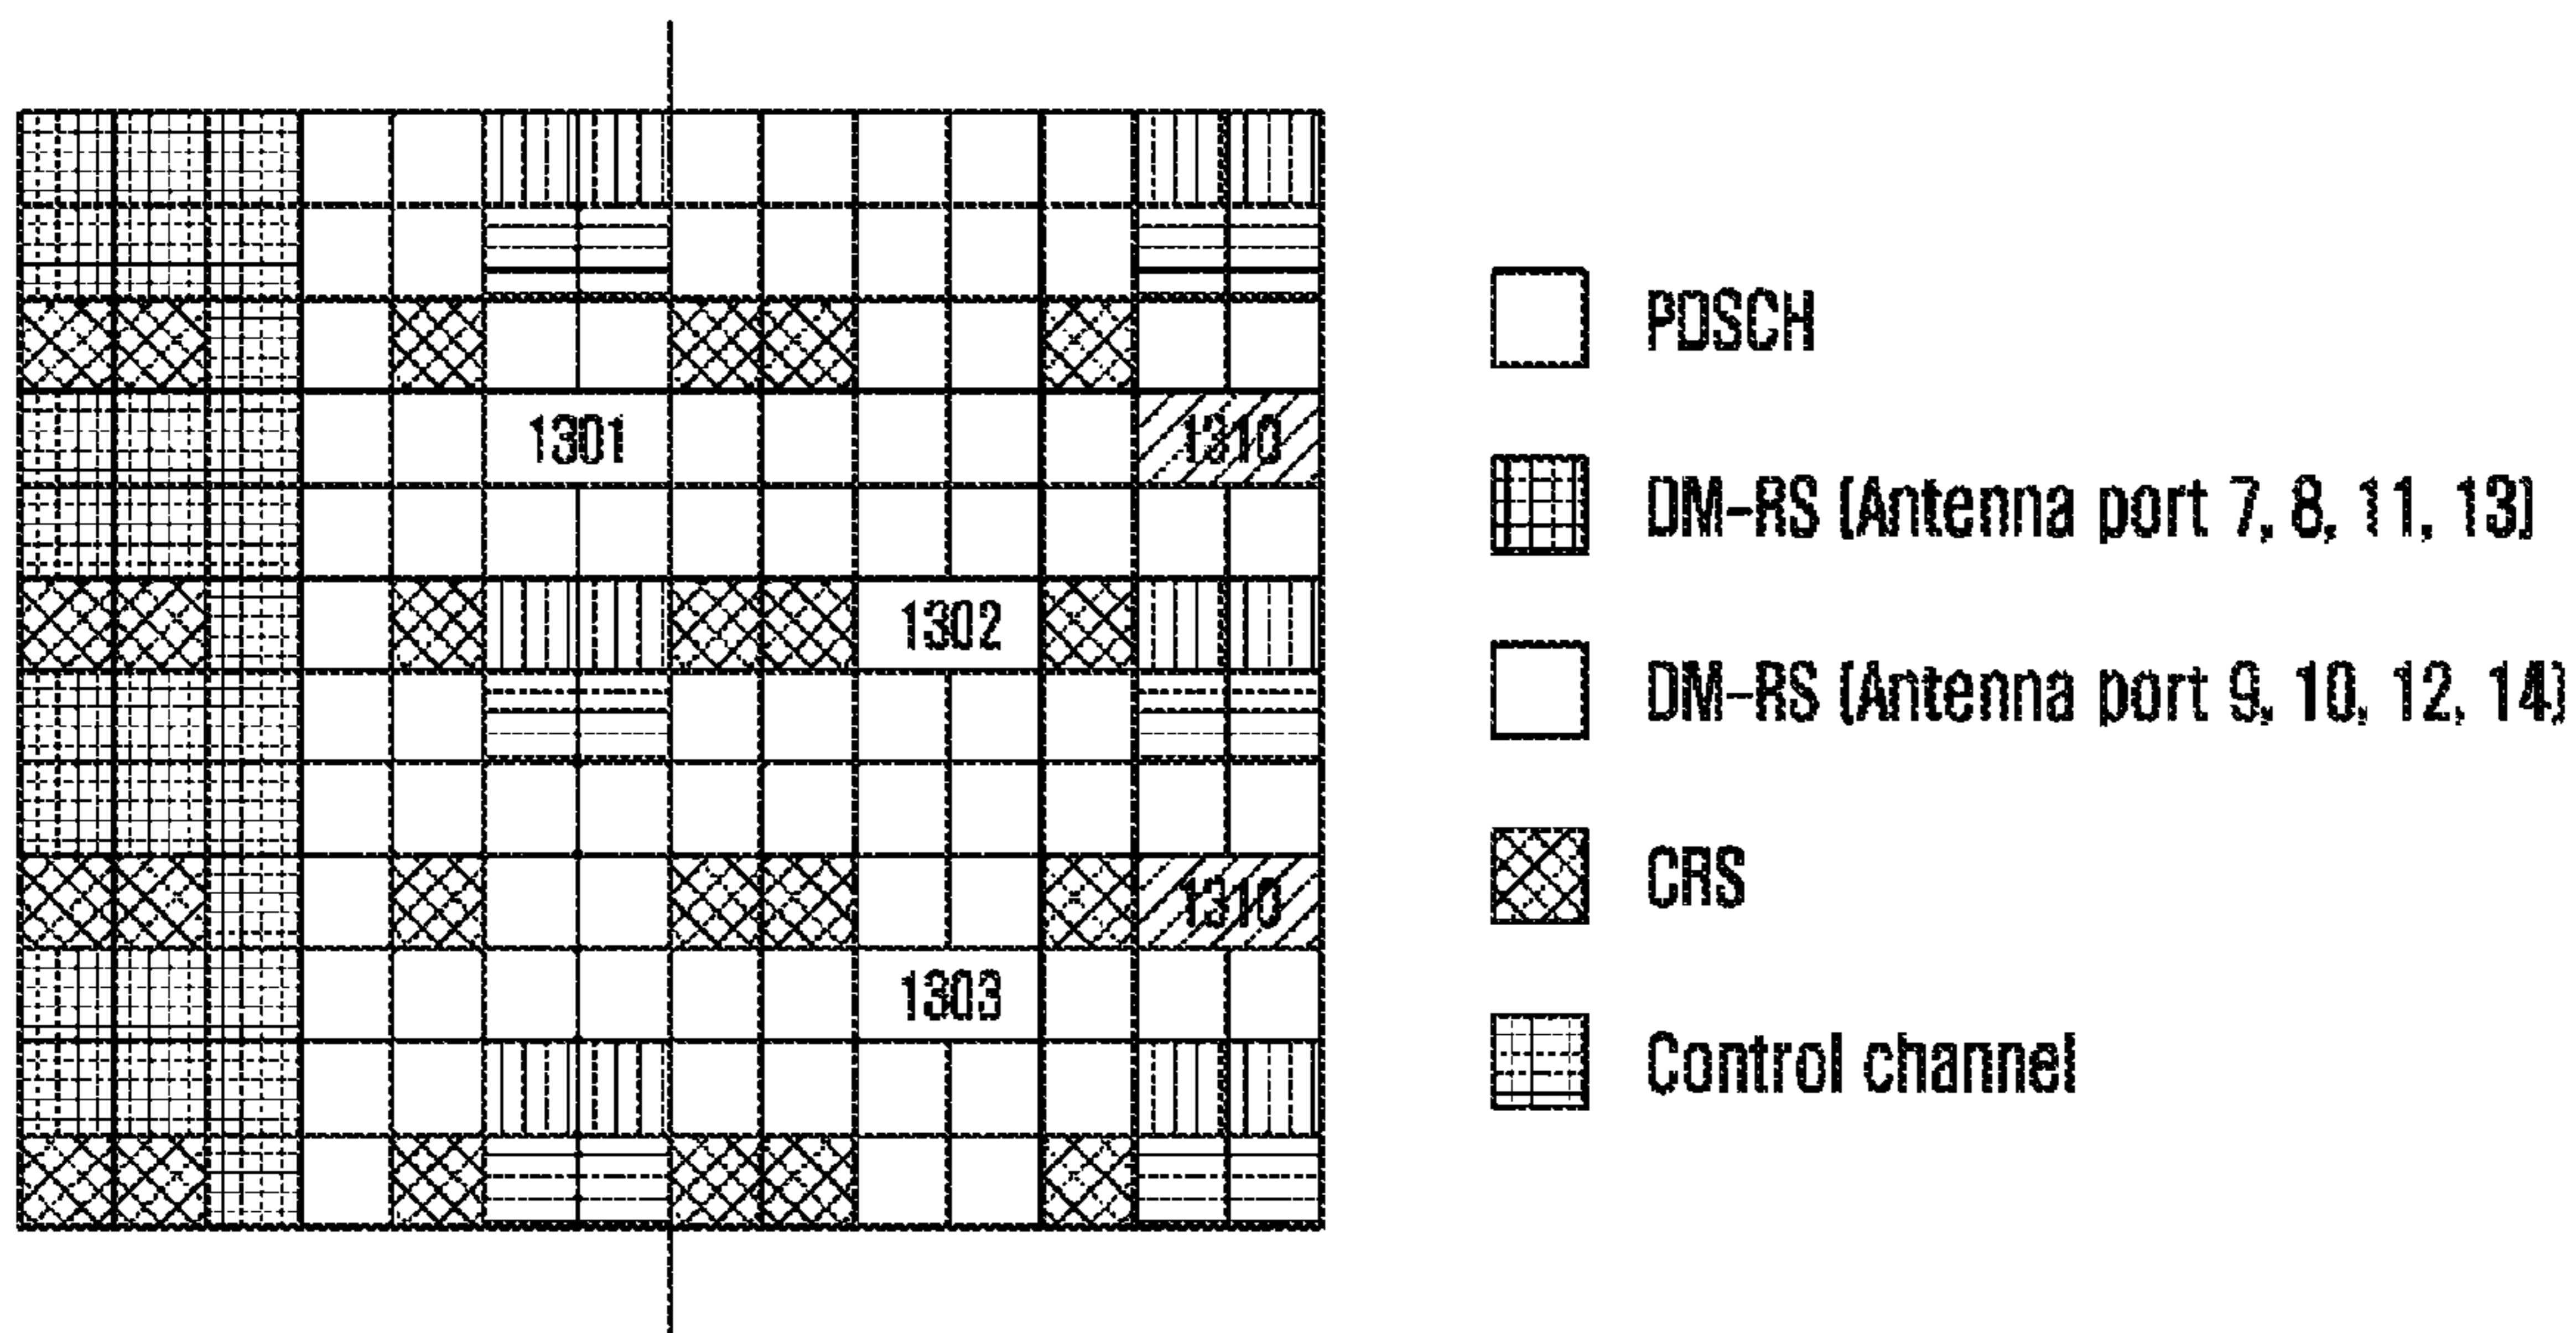 1301
1310
1302
1310
1303
PDSCH
DM-RS (Antenna port 7, 8, 11, 13)
DM-RS (Antenna port 9, 10, 12, 14)
CRS
Control channel